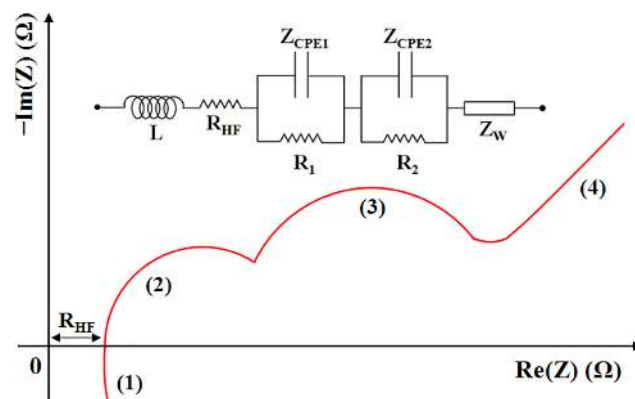 −Im(Z) (Ω)
Z_CPE1
Z_CPE2
L
R_HF
R_1
R_2
Z_W
(1)
(2)
(3)
(4)
R_HF
0
Re(Z) (Ω)